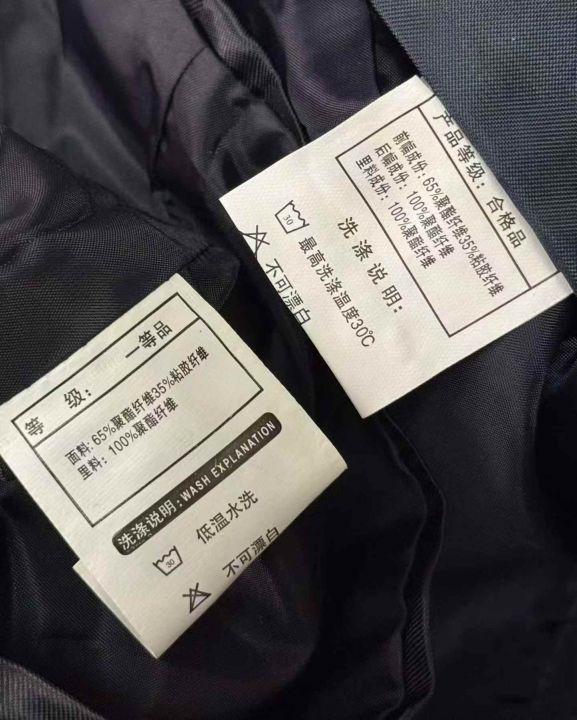 产品等级：合格品
前幅成份：65%聚酯纤维35%粘胶纤维
后幅成份：100%聚酯纤维
里料成份：100%聚酯纤维
洗涤说明：
30
最高洗涤温度30℃
不可漂白
等 级： 一等品
面料：65%聚酯纤维35%粘胶纤维
里料：100%聚酯纤维
洗涤说明：WASH EXPLANATION
30
低温水洗
不可漂白